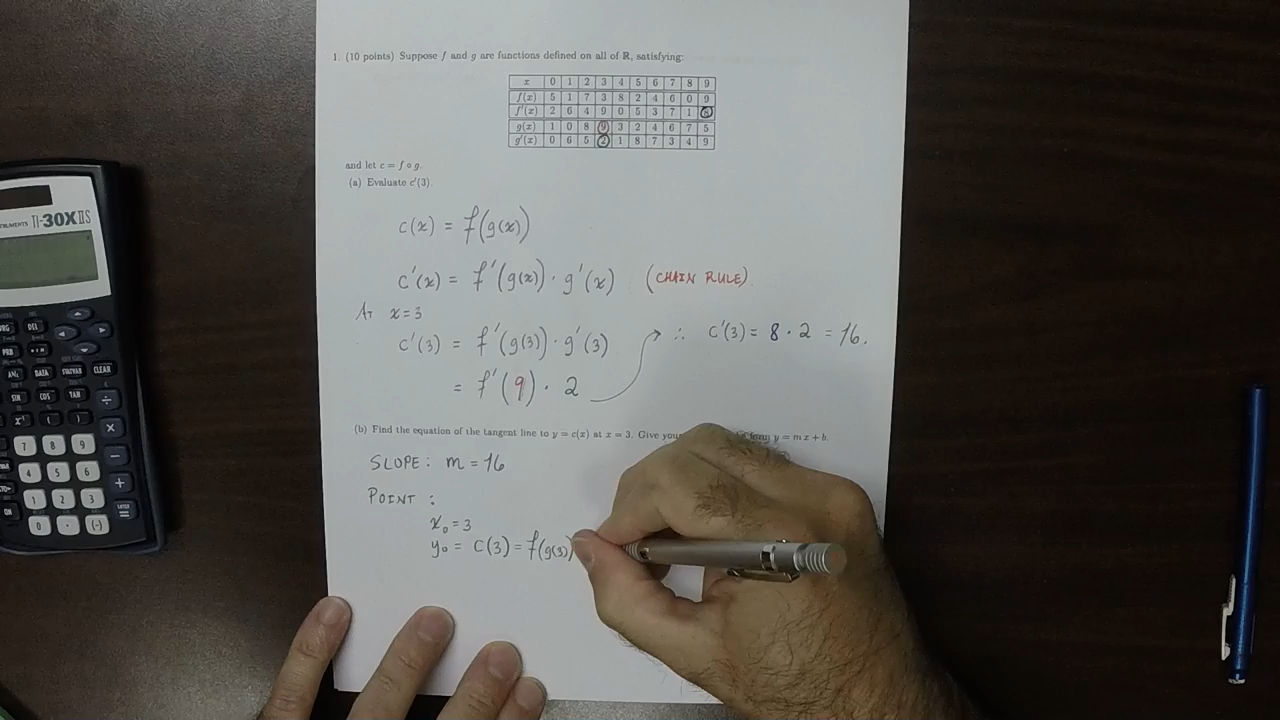 1. (10 points) Suppose f and g are functions defined on all of R, satisfying:
x 0 1 2 3 4 5 6 7 8 9
f(x) 5 1 7 3 8 2 4 6 0 9
f'(x) 2 6 4 9 0 5 3 7 1 8
g(x) 1 0 8 9 3 2 4 6 7 5
g'(x) 0 6 5 2 1 8 7 3 4 9
and let c = f ∘ g.
(a) Evaluate c'(3).
c(x) = f(g(x))
c'(x) = f'(g(x)) · g'(x) (CHAIN RULE).
AT x=3
c'(3) = f'(g(3)) · g'(3) ∴ c'(3) = 8 · 2 = 16.
= f'(9) · 2
(b) Find the equation of the tangent line to y = c(x) at x = 3. Give your y = mx + b.
SLOPE: m = 16
POINT:
x₀ = 3
y₀ = c(3) = f(g(3)
TI-30X IIS
DEL
PRB
DATA STATVAR CLEAR
SIN COS TAN
7 8 9
4 5 6
1 2 3
ON 0 . (-)